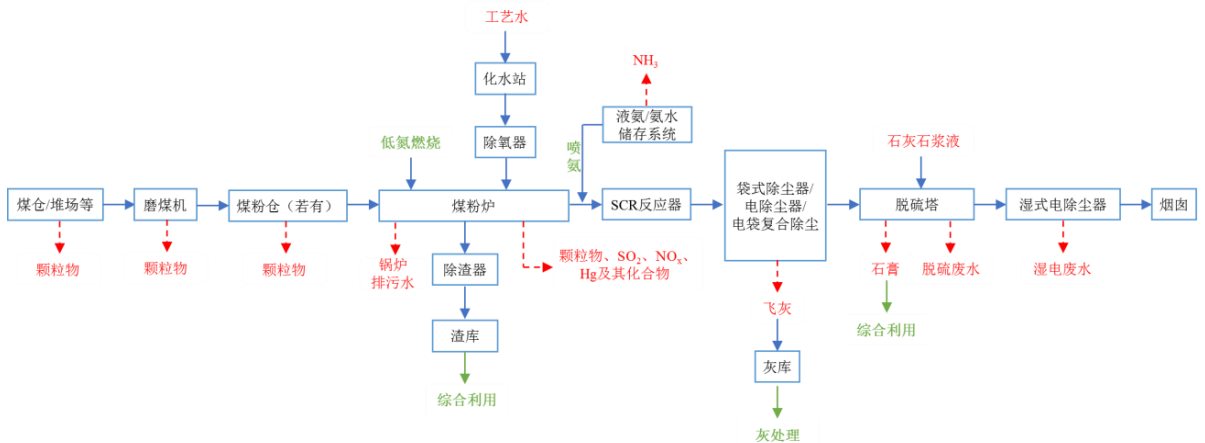 工艺水
NH₃
化水站
液氨/氨水
储存系统
低氮燃烧
除氧器
喷
氨
石灰石浆液
煤仓/堆场等
磨煤机
煤粉仓（若有）
煤粉炉
SCR反应器
袋式除尘器/
电除尘器/
电袋复合除尘
脱硫塔
湿式电除尘器
烟囱
颗粒物
颗粒物
颗粒物
锅炉
排污水
除渣器
颗粒物、SO₂、NOₓ、
Hg及其化合物
石膏
脱硫废水
湿电废水
飞灰
渣库
综合利用
灰库
综合利用
灰处理